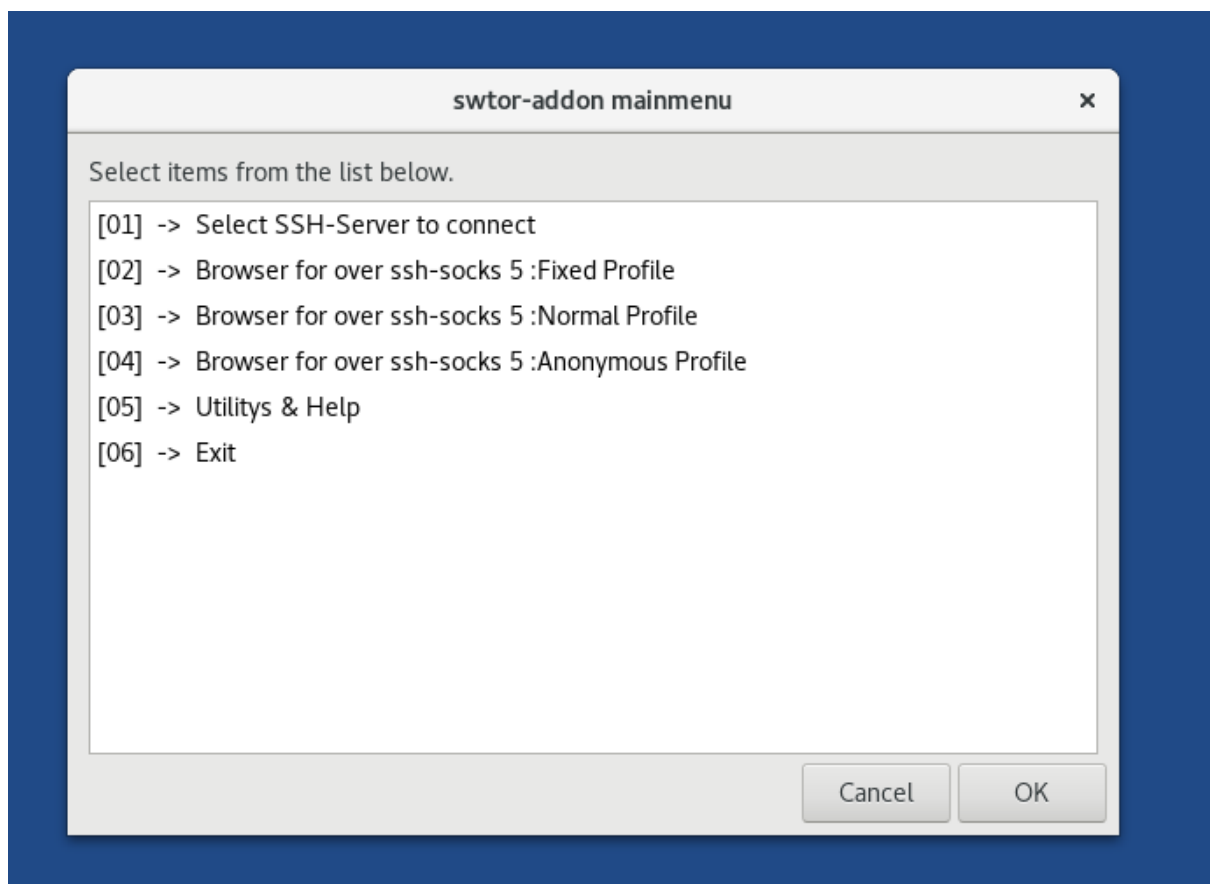 swtor-addon mainmenu ×
Select items from the list below.
[01] -> Select SSH-Server to connect
[02] -> Browser for over ssh-socks 5 :Fixed Profile
[03] -> Browser for over ssh-socks 5 :Normal Profile
[04] -> Browser for over ssh-socks 5 :Anonymous Profile
[05] -> Utilitys & Help
[06] -> Exit
Cancel OK